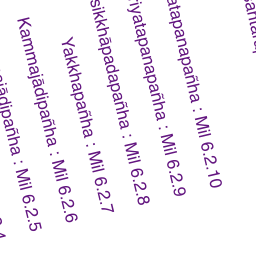 jādipañha : Mil 6.2.5
Kammajādipañha : Mil 6.2.6
Yakkhapañha : Mil 6.2.7
sikkhāpadapañha : Mil 6.2.8
riyatapanapañha : Mil 6.2.9
atapanapañha : Mil 6.2.10